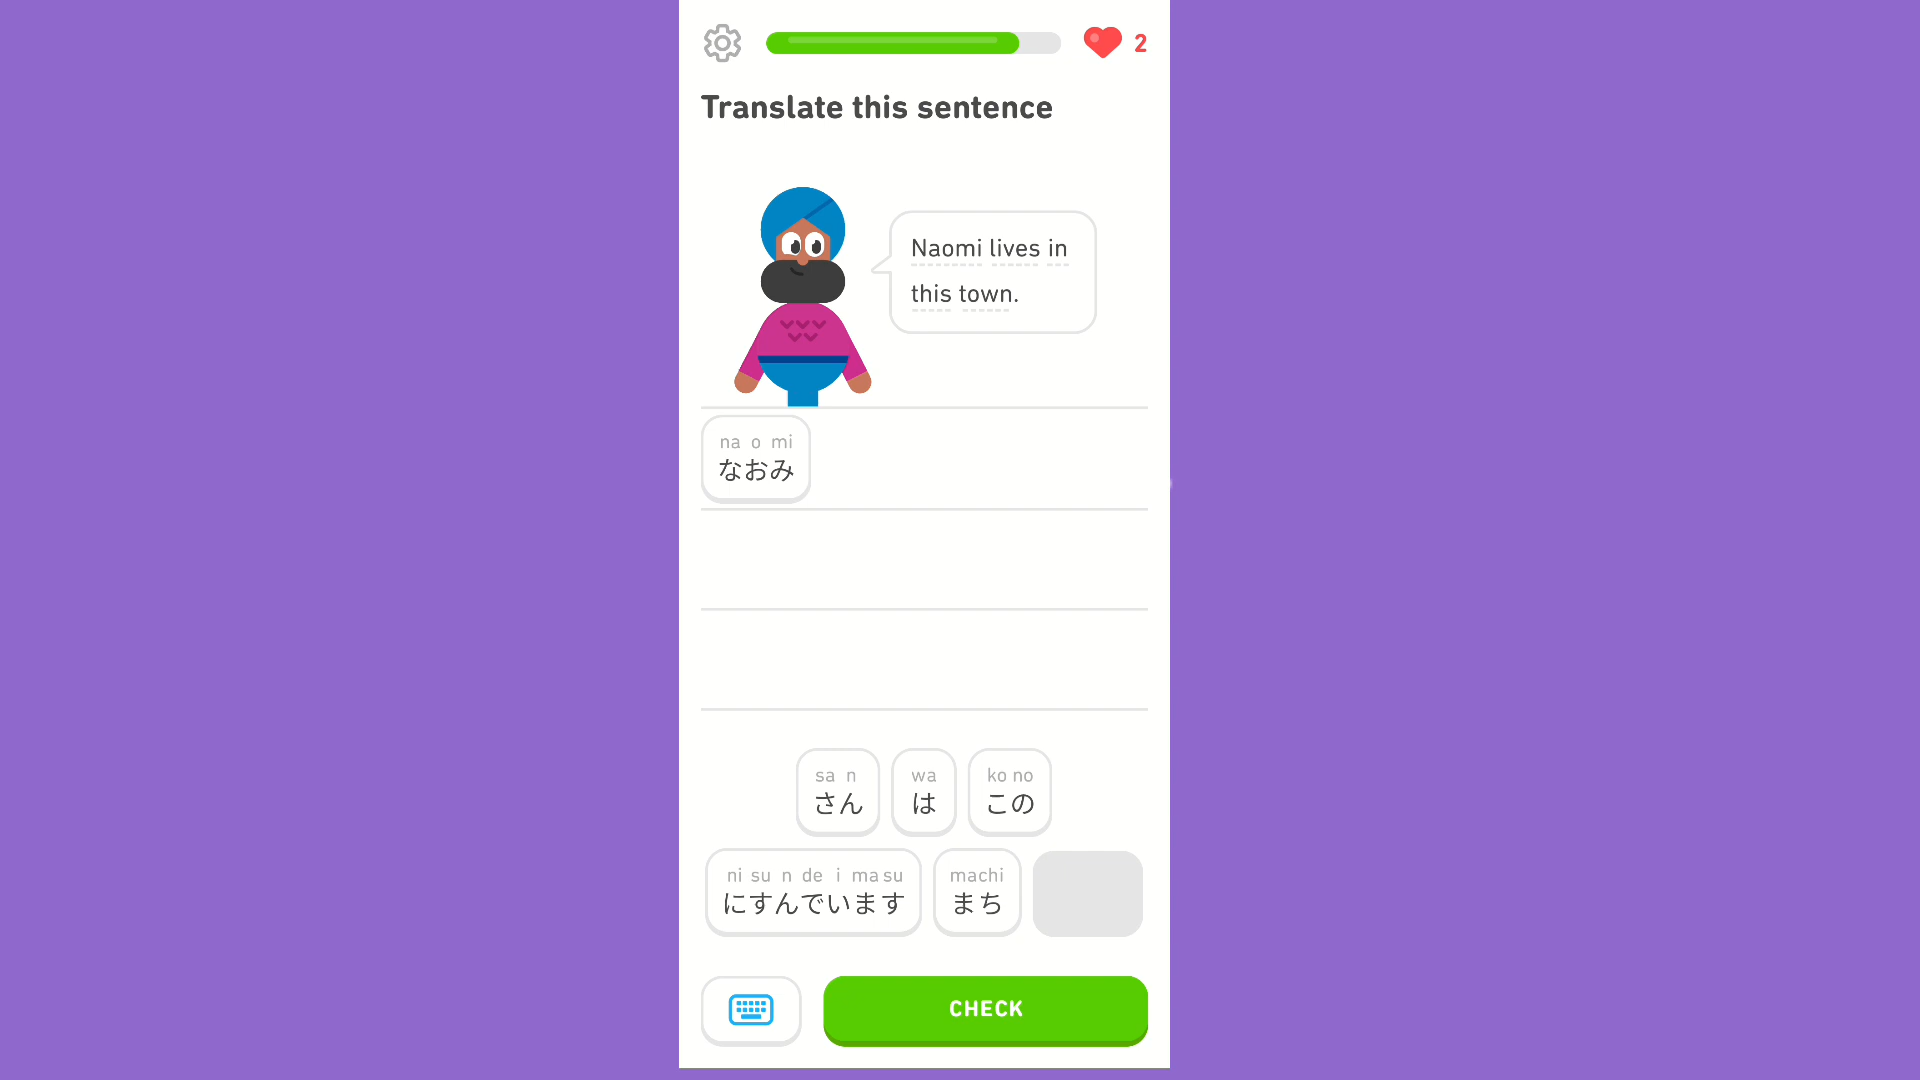 2
Translate this sentence
Naomi lives in
this town.
na o mi
なおみ
sa n wa ko no
さん は この
ni su n de i ma su machi
にすんでいます まち
CHECK